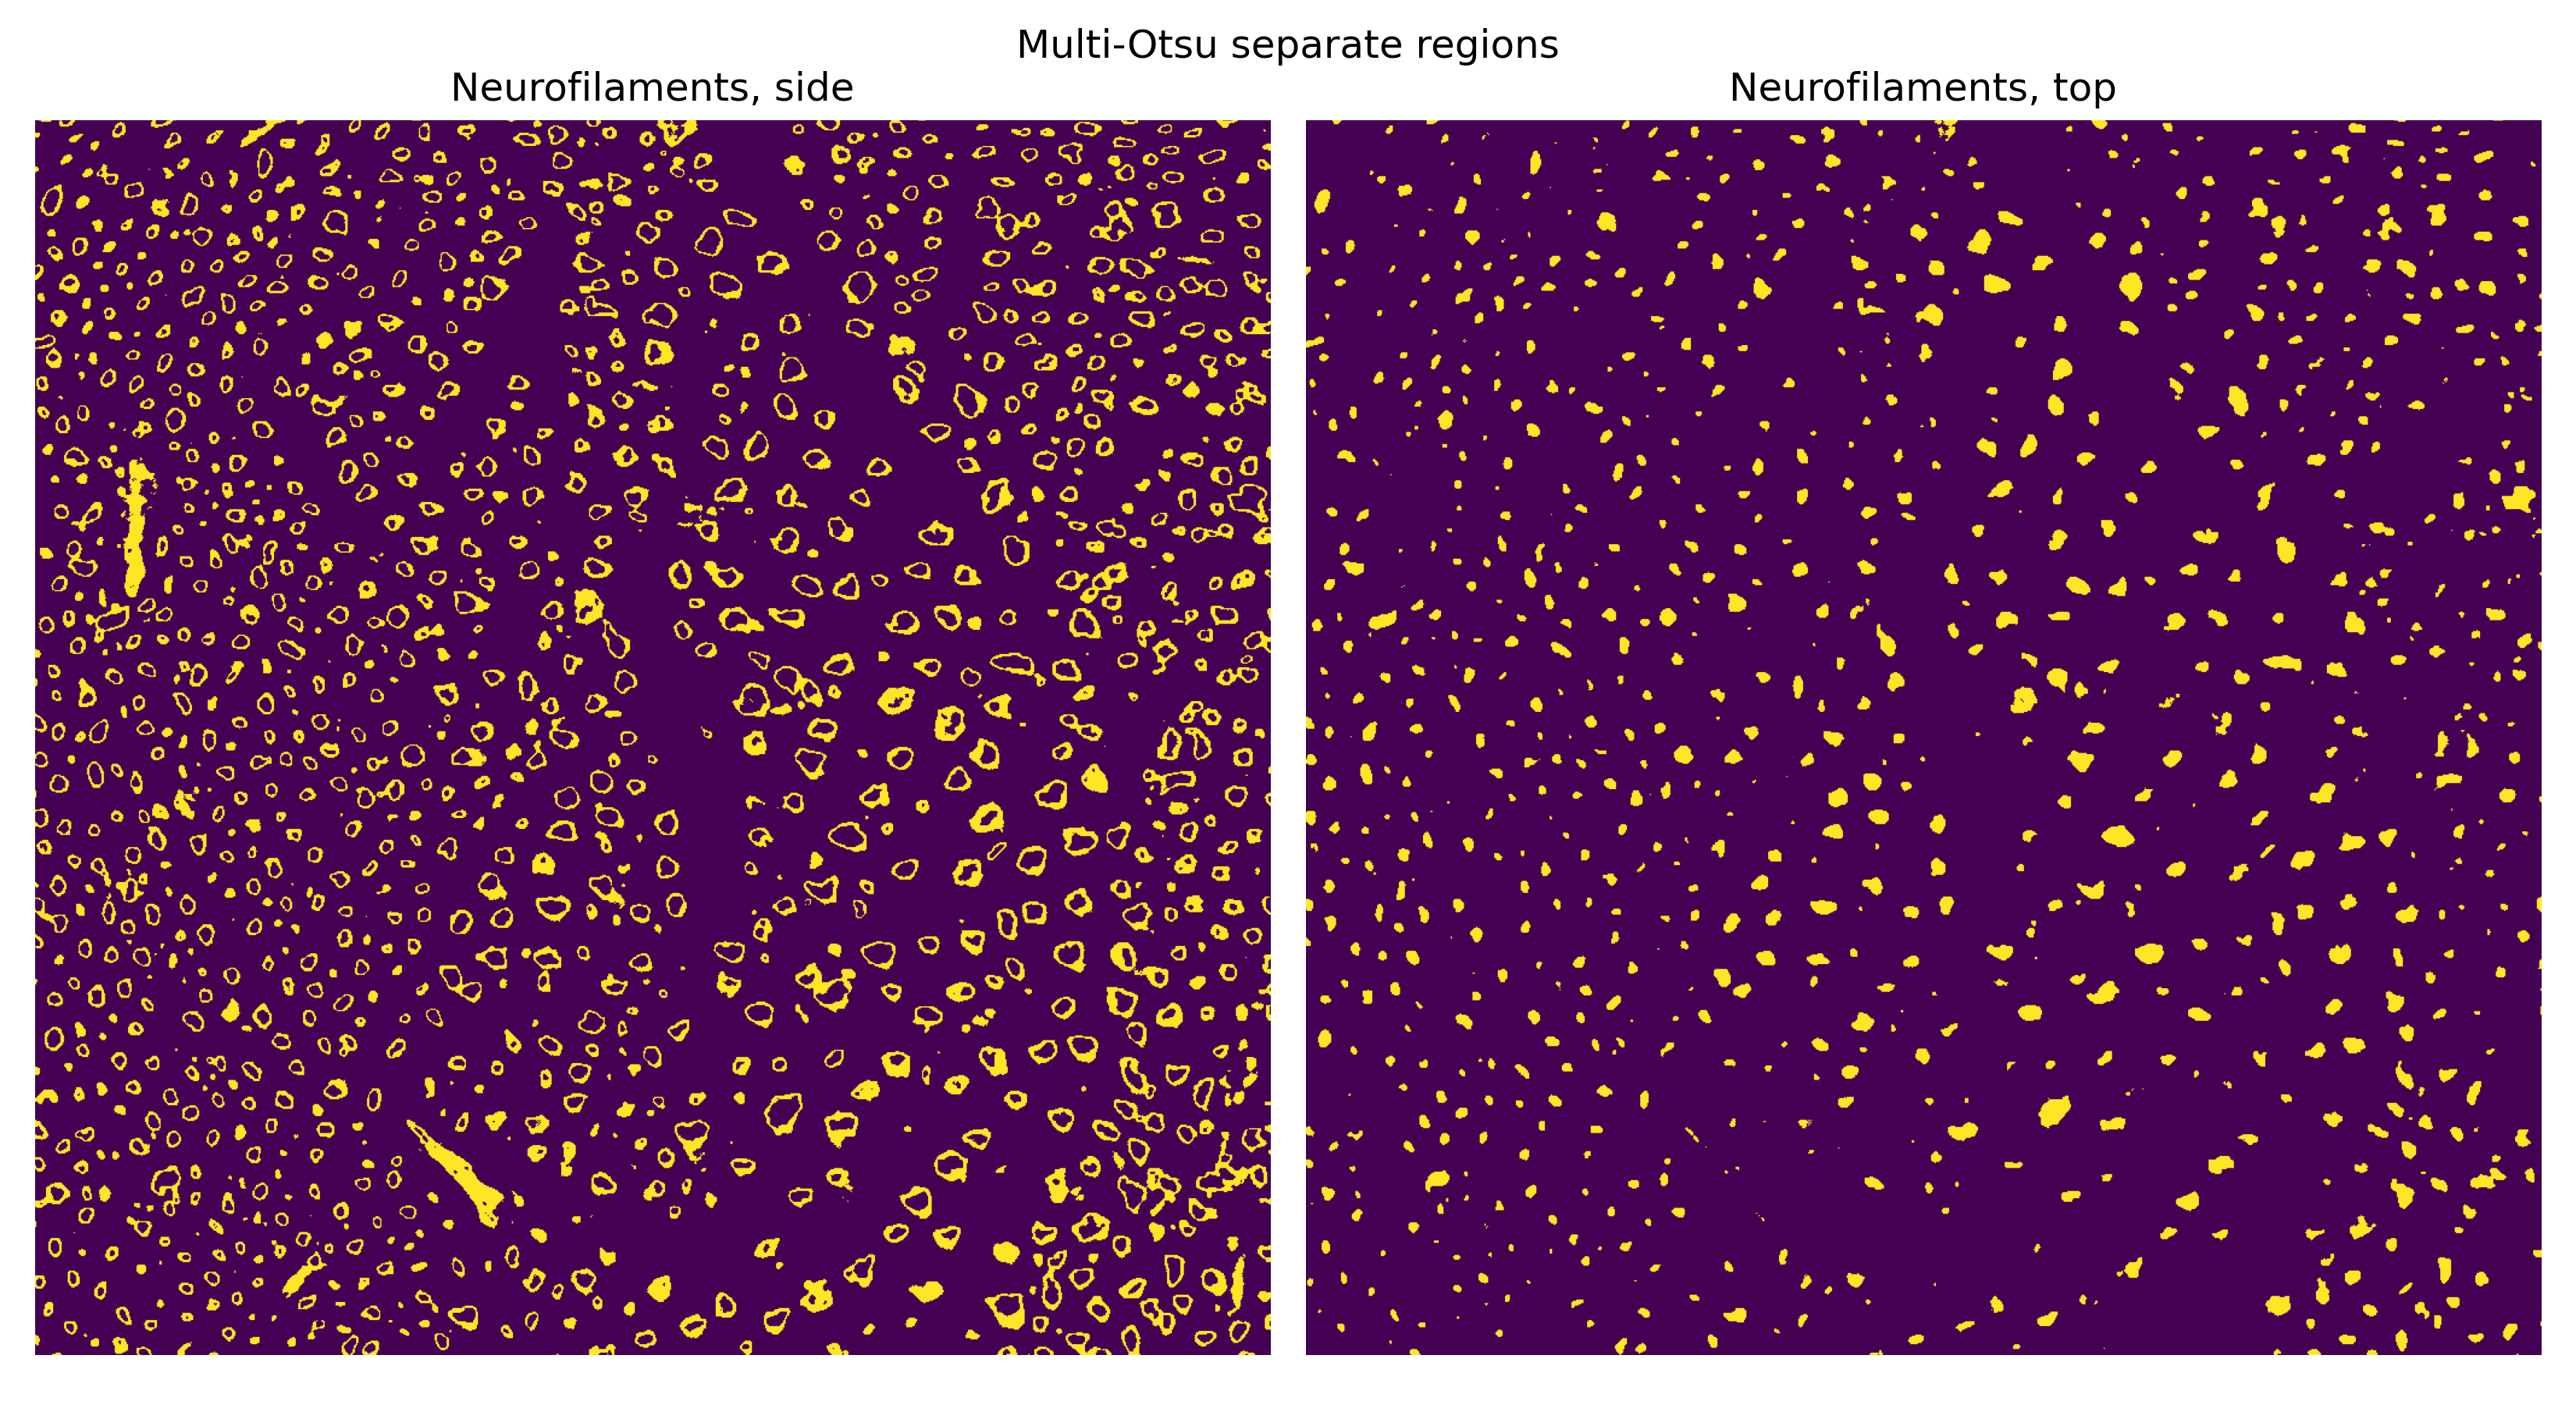 Multi-Otsu separate regions
Neurofilaments, side
Neurofilaments, top